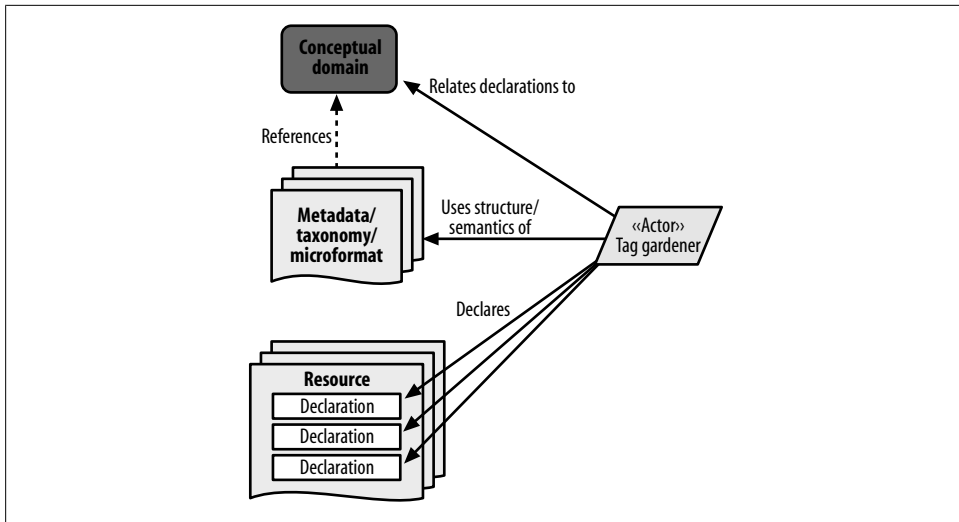 Conceptual
domain
Relates declarations to
References
Metadata/
taxonomy/
microformat
Uses structure/
semantics of
«Actor»
Tag gardener
Declares
Resource
Declaration
Declaration
Declaration